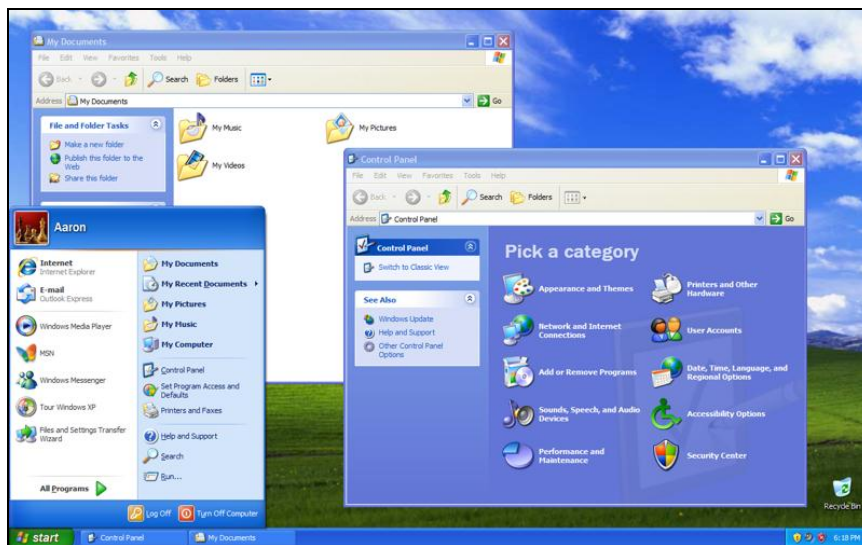 My Documents
File Edit View Favorites Tools Help
Back Search Folders
Address My Documents Go
File and Folder Tasks
Make a new folder
Publish this folder to the
Web
Share this folder
My Music
My Pictures
My Videos
Control Panel
File Edit View Favorites Tools Help
Back Search Folders
Address Control Panel Go
Control Panel
Switch to Classic View
See Also
Windows Update
Help and Support
Other Control Panel
Options
Pick a category
Appearance and Themes
Printers and Other
Hardware
Network and Internet
Connections
User Accounts
Add or Remove Programs
Date, Time, Language, and
Regional Options
Sounds, Speech, and Audio
Devices
Accessibility Options
Performance and
Maintenance
Security Center
Aaron
Internet
Internet Explorer
E-mail
Outlook Express
Windows Media Player
MSN
Windows Messenger
Tour Windows XP
Files and Settings Transfer
Wizard
All Programs
My Documents
My Recent Documents
My Pictures
My Music
My Computer
Control Panel
Set Program Access and
Defaults
Printers and Faxes
Help and Support
Search
Run...
Log Off Turn Off Computer
Recycle Bin
start Control Panel My Documents 6:18 PM